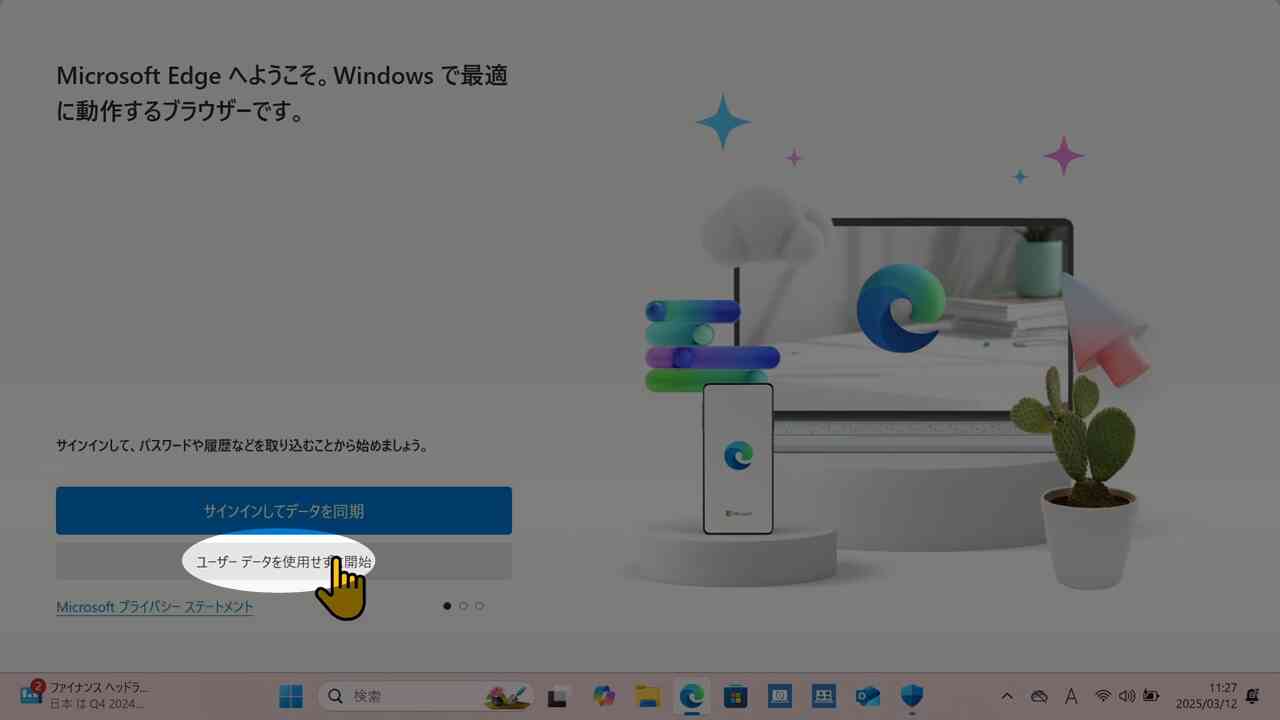 Microsoft Edge へようこそ。Windows で最適
に動作するブラウザーです。
サインインして、パスワードや履歴などを取り込むことから始めましょう。
サインインしてデータを同期
ユーザー データを使用せず 開始
Microsoft プライバシー ステートメント
Microsoft
2
ファイナンス ヘッドラ...
日本 は Q4 2024...
検索
A
11:27
2025/03/12